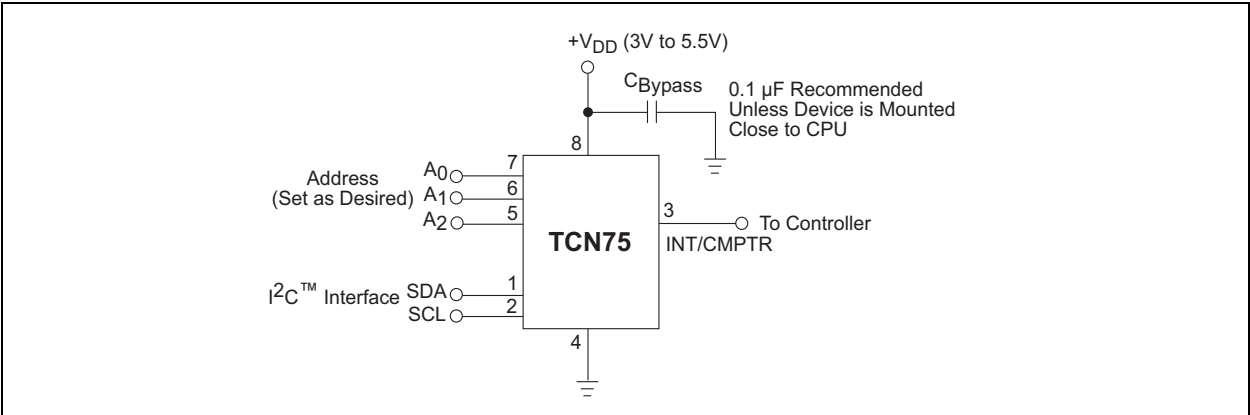 +VDD (3V to 5.5V)
CBypass
0.1 µF Recommended
Unless Device is Mounted
Close to CPU
8
Address
(Set as Desired)
A0
7
A1
6
A2
5
TCN75
3
To Controller
INT/CMPTR
I2C™ Interface
SDA
1
SCL
2
4